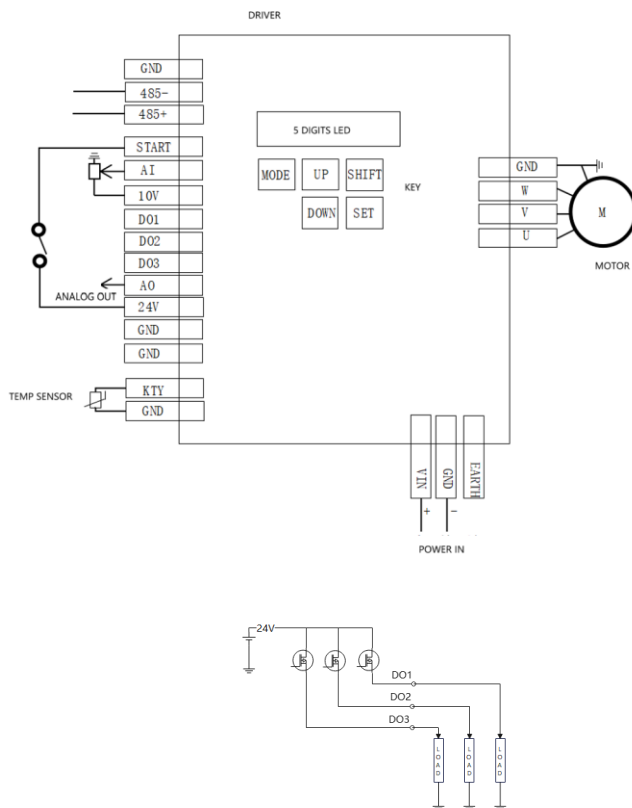 DRIVER
GND
485-
485+
START
AI
10V
DO1
DO2
DO3
AO
ANALOG OUT
24V
GND
GND
TEMP SENSOR
KTY
GND
5 DIGITS LED
MODE
UP
SHIFT
KEY
DOWN
SET
GND
W
V
U
M
MOTOR
VIN
GND
EARTH
+
-
POWER IN
24V
DO1
DO2
DO3
LOAD
LOAD
LOAD